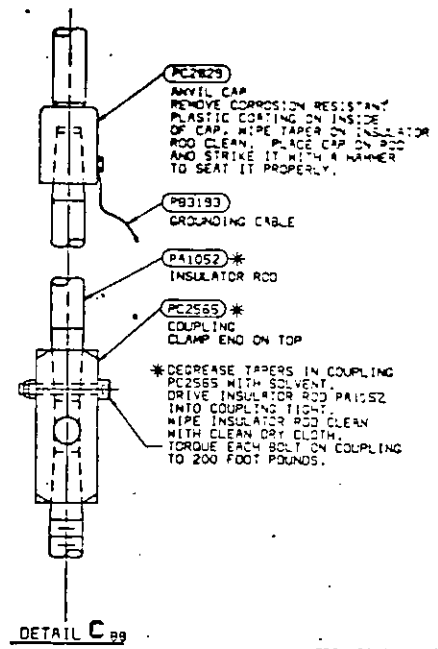 PC2829
ANVIL CAP
REMOVE CORROSION RESISTANT
PLASTIC COATING ON INSIDE
OF CAP. WIPE TAPER ON INSULATOR
ROD CLEAN. PLACE CAP ON ROD
AND STRIKE IT WITH A HAMMER
TO SEAT IT PROPERLY.
PB3193
GROUNDING CABLE
PA1052 *
INSULATOR ROD
PC2565 *
COUPLING
CLAMP END ON TOP
* DEGREASE TAPERS IN COUPLING
PC2565 WITH SOLVENT.
DRIVE INSULATOR ROD PA1052
INTO COUPLING TIGHT.
WIPE INSULATOR ROD CLEAN
WITH CLEAN DRY CLOTH.
TORQUE EACH BOLT ON COUPLING
TO 200 FOOT POUNDS.
DETAIL C